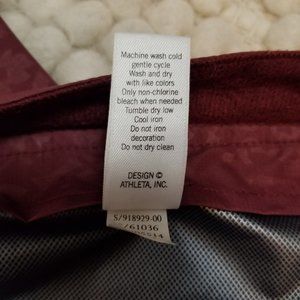 Machine wash cold
gentle cycle
Wash and dry
with like colors
Only non-chlorine
bleach when needed
Tumble dry low
Cool iron
Do not iron
decoration
Do not dry clean
DESIGN ©
ATHLETA, INC.
S/918929-00
/61036